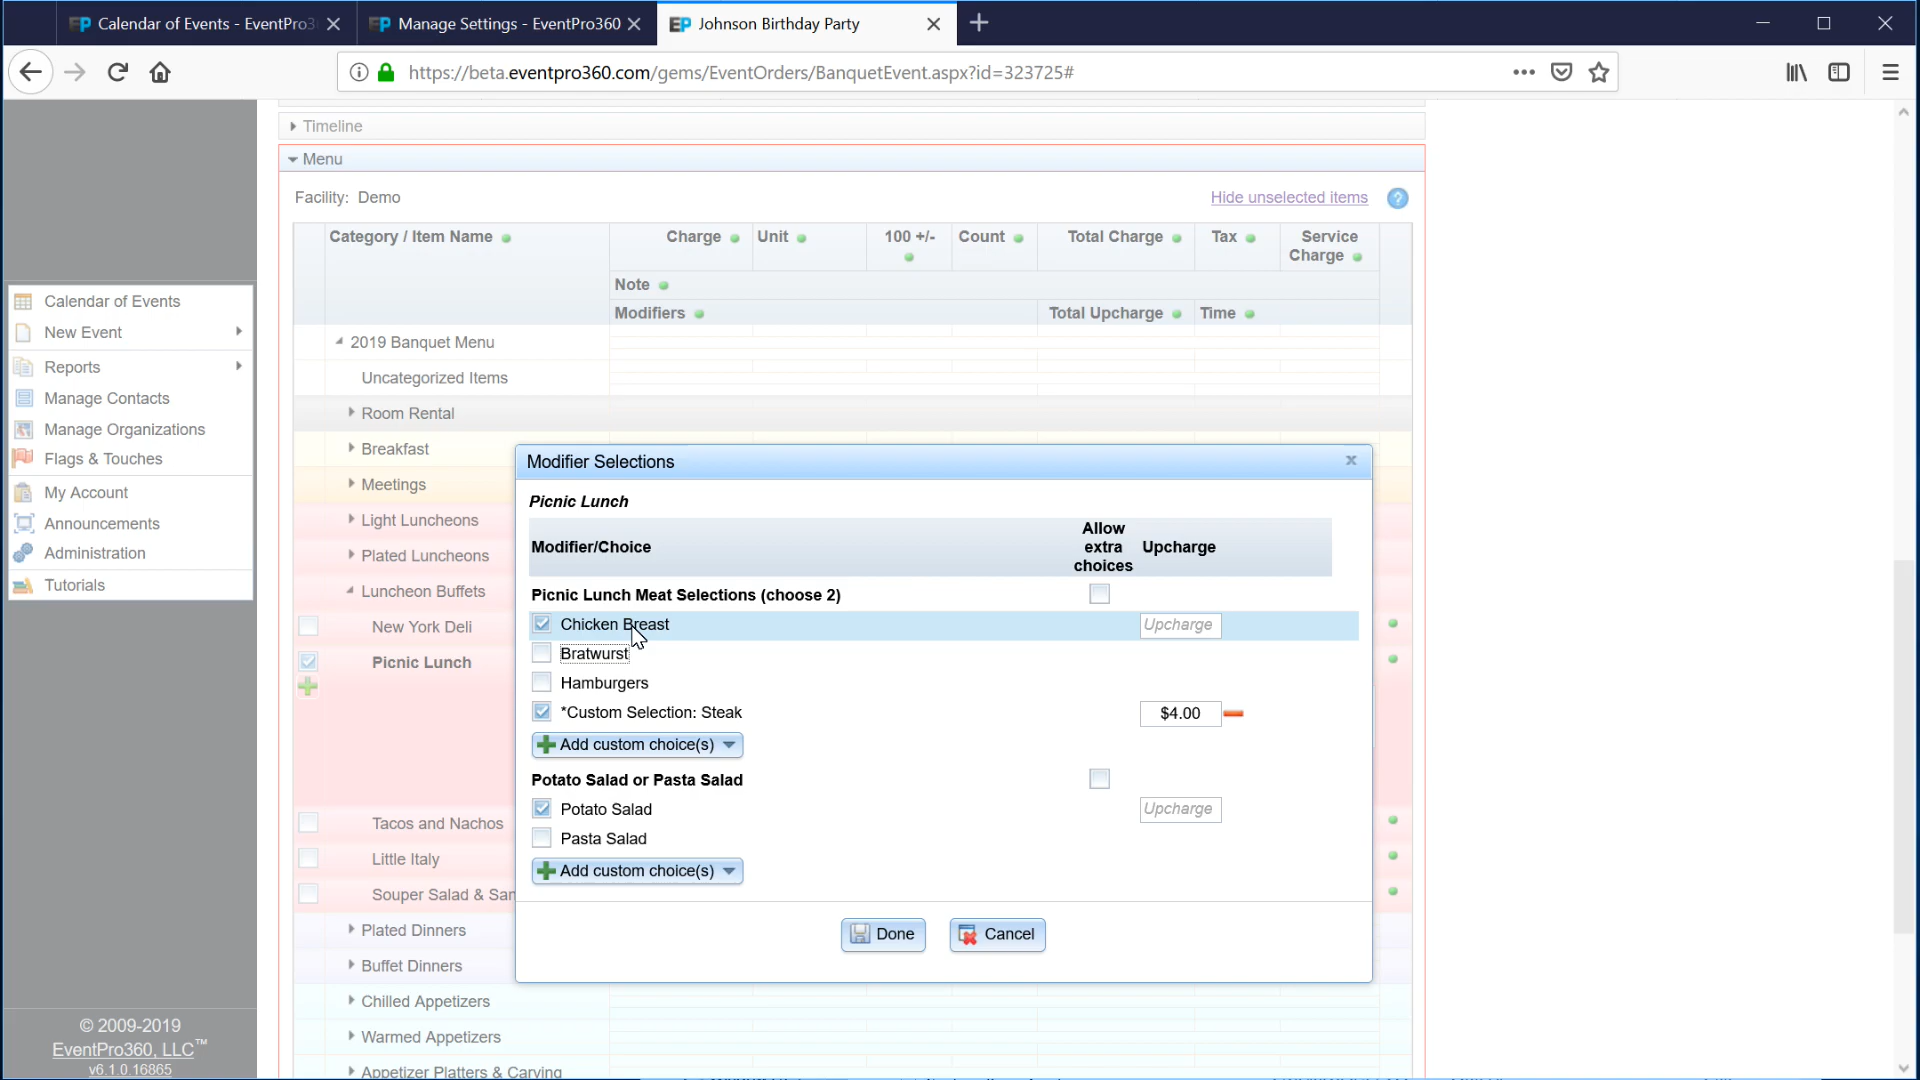 Calendar of Events - EventPro3
Manage Settings - EventPro360
Johnson Birthday Party
https://beta.eventpro360.com/gems/EventOrders/BanquetEvent.aspx?id=323725#
Timeline
Menu
Facility: Demo
Hide unselected items
Category / Item Name
Charge
Unit
100 +/-
Count
Total Charge
Tax
Service
Charge
Note
Modifiers
Total Upcharge
Time
Calendar of Events
New Event
Reports
Manage Contacts
Manage Organizations
Flags & Touches
My Account
Announcements
Administration
Tutorials
2019 Banquet Menu
Uncategorized Items
Room Rental
Breakfast
Meetings
Light Luncheons
Plated Luncheons
Luncheon Buffets
New York Deli
Picnic Lunch
Tacos and Nachos
Little Italy
Souper Salad & San
Plated Dinners
Buffet Dinners
Chilled Appetizers
Warmed Appetizers
Appetizer Platters & Carving
Modifier Selections
Picnic Lunch
Modifier/Choice
Allow
extra
choices
Upcharge
Picnic Lunch Meat Selections (choose 2)
Chicken Breast
Upcharge
Bratwurst
Hamburgers
*Custom Selection: Steak
$4.00
Add custom choice(s)
Potato Salad or Pasta Salad
Potato Salad
Upcharge
Pasta Salad
Add custom choice(s)
Done
Cancel
© 2009-2019
EventPro360, LLC™
v6.1.0.16865